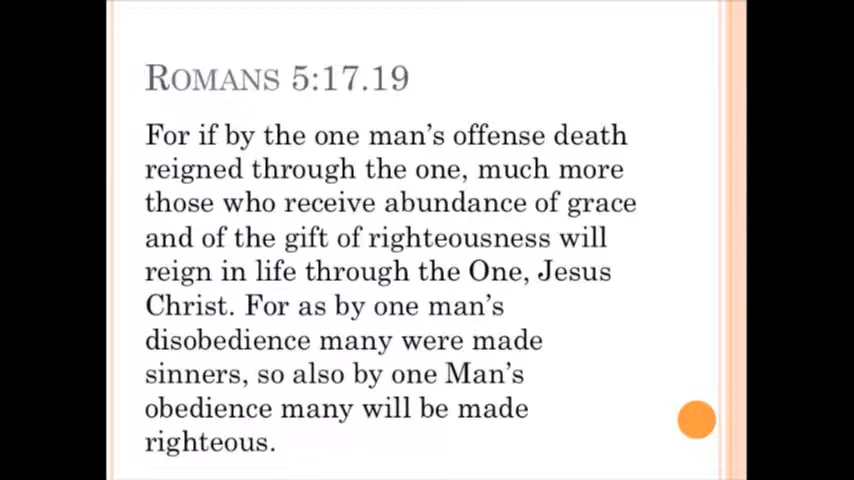 Romans 5:17.19
For if by the one man's offense death
reigned through the one, much more
those who receive abundance of grace
and of the gift of righteousness will
reign in life through the One, Jesus
Christ. For as by one man's
disobedience many were made
sinners, so also by one Man's
obedience many will be made
righteous.